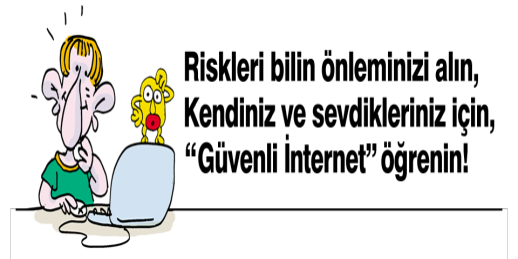 Riskleri bilin önleminizi alın,
Kendiniz ve sevdikleriniz için,
“Güvenli İnternet” öğrenin!